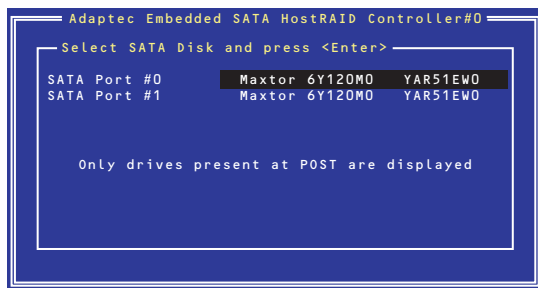 Adaptec Embedded SATA HostRAID Controller#0
Select SATA Disk and press <Enter>
SATA Port #0 Maxtor 6Y120M0 YAR51EW0
SATA Port #1 Maxtor 6Y120M0 YAR51EW0
Only drives present at POST are displayed